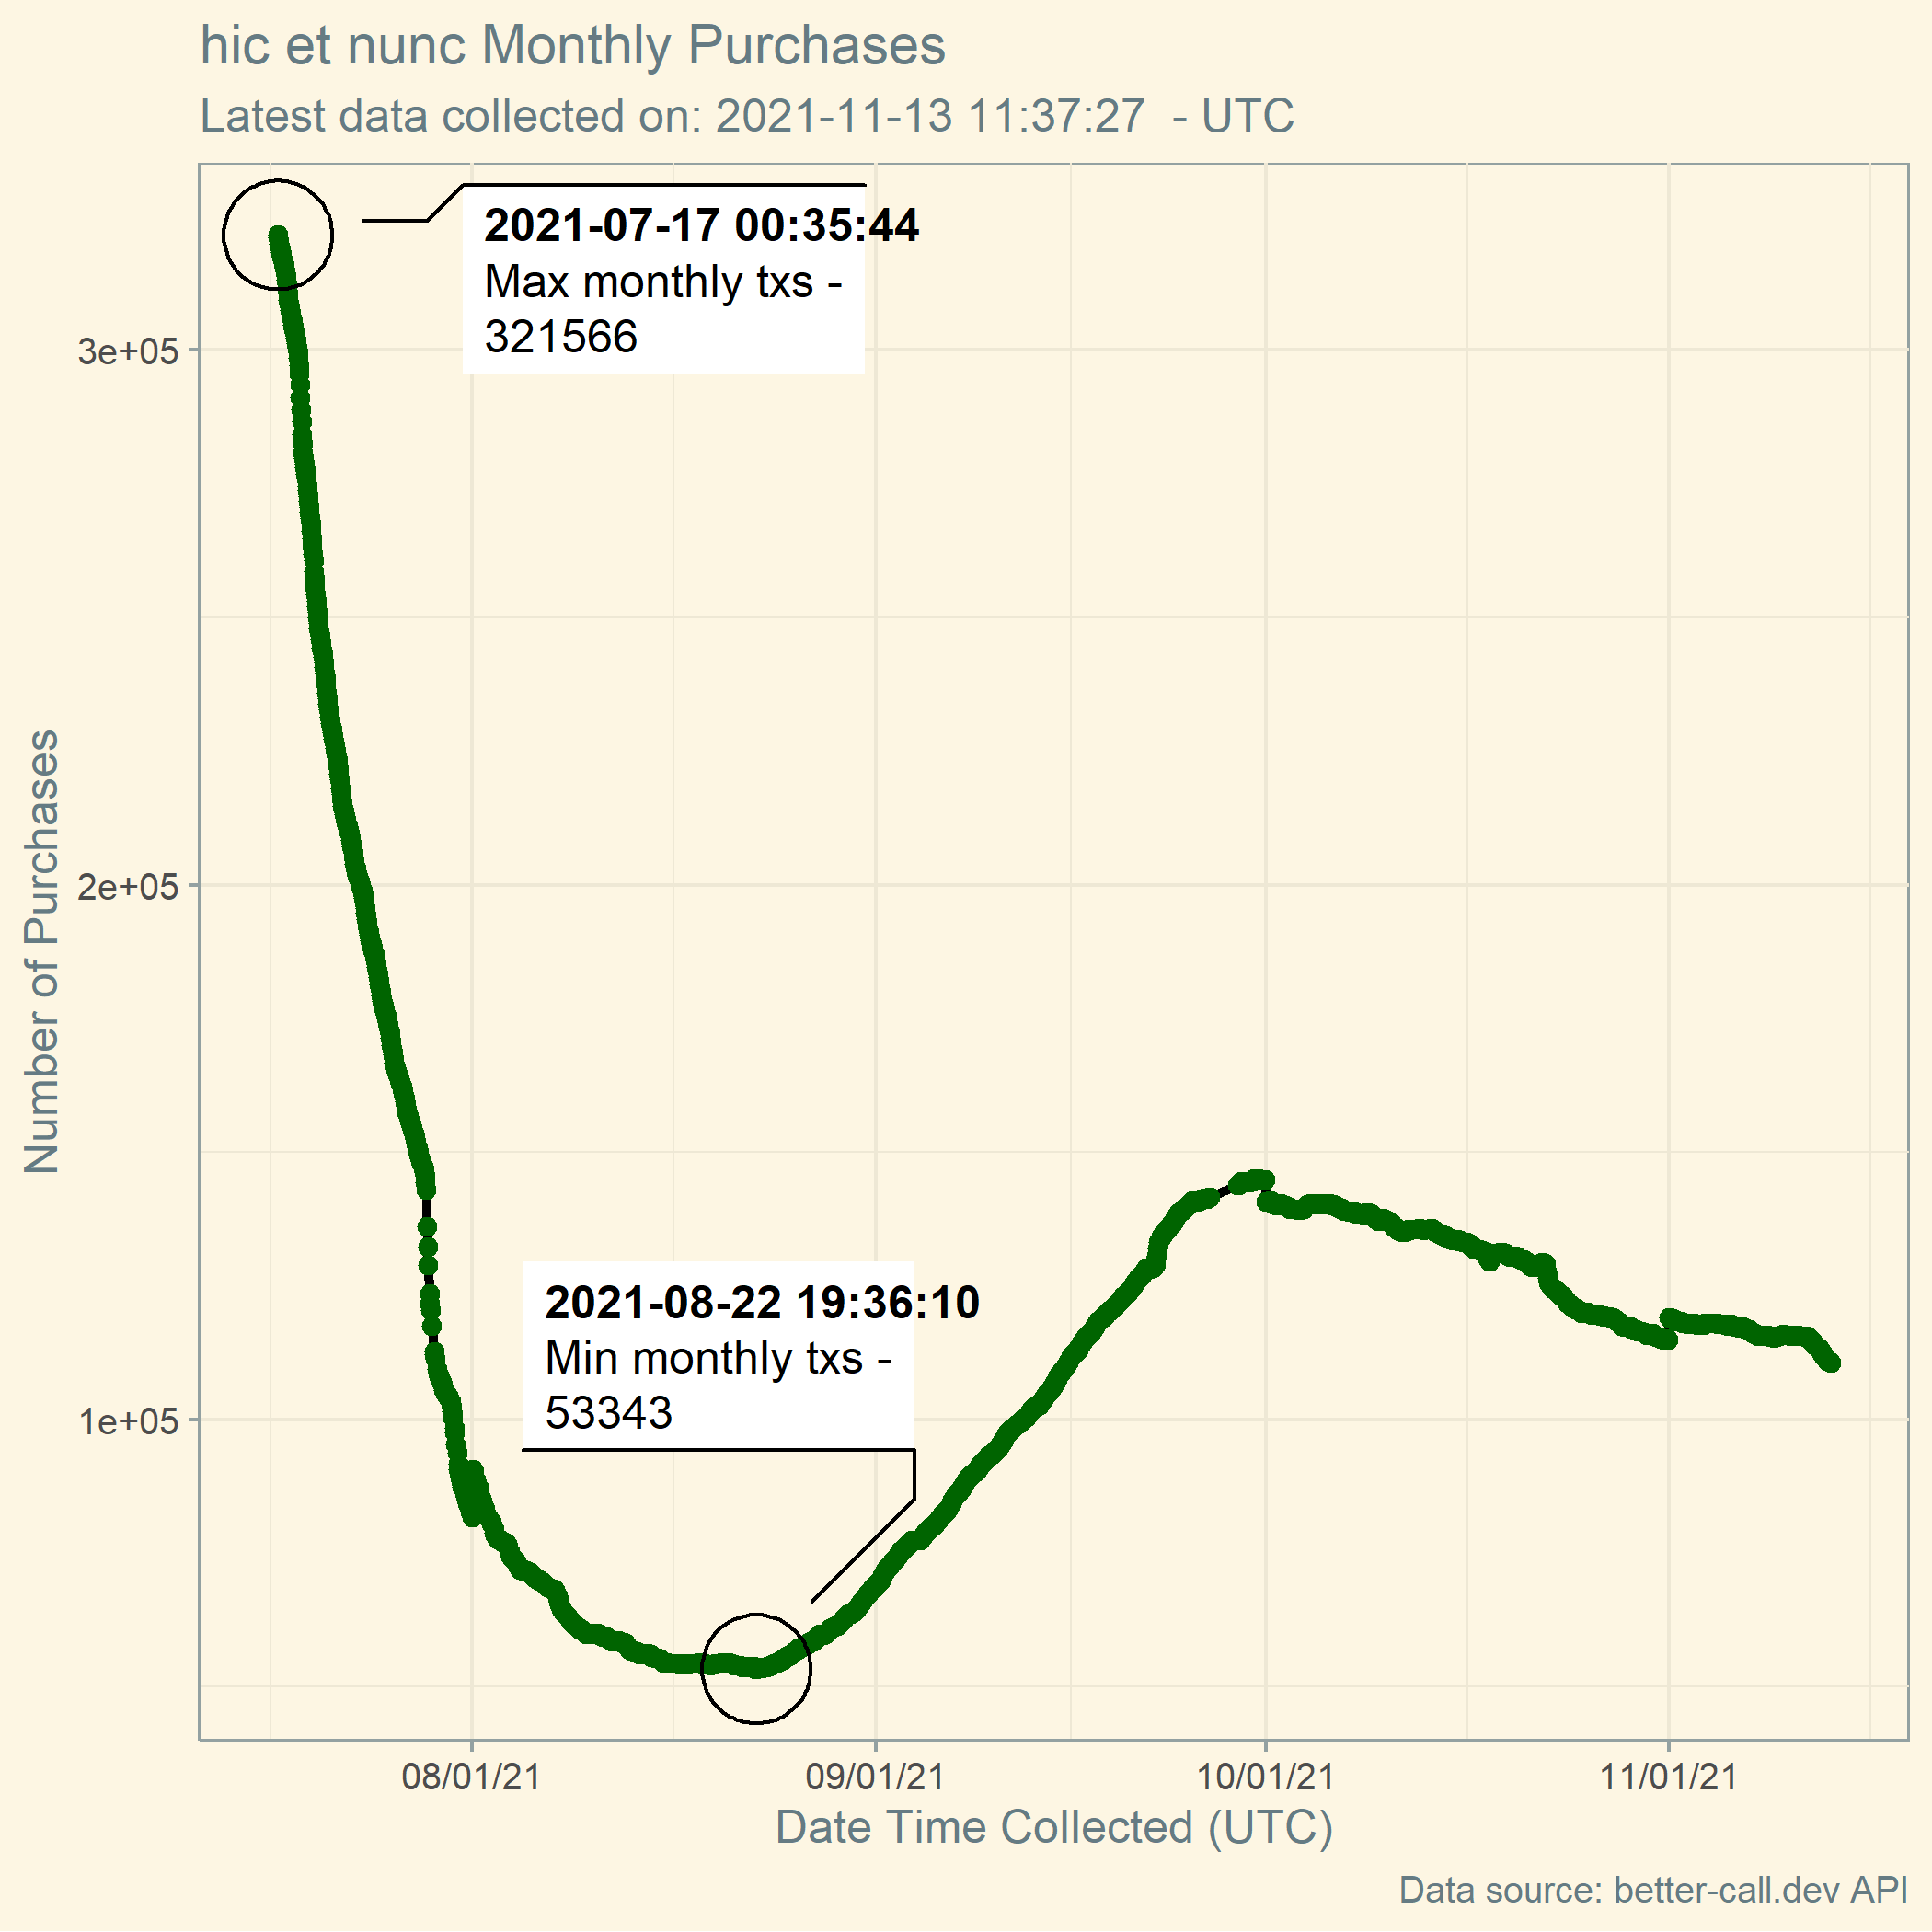 hic et nunc Monthly Purchases
Latest data collected on: 2021-11-13 11:37:27  - UTC
2021-07-17 00:35:44
Max monthly txs -
321566
3e+05
2e+05
1e+05
Number of Purchases
2021-08-22 19:36:10
Min monthly txs -
53343
08/01/21
09/01/21
10/01/21
11/01/21
Date Time Collected (UTC)
Data source: better-call.dev API